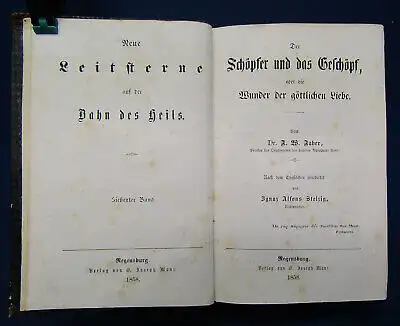 Neue
Leitsterne
auf der
Bahn des Heils.
Siebenter Band.
Regensburg.
Verlag von G. Joseph Manz.
1858.
Der
Schöpfer und das Geschöpf,
oder die
Wunder der göttlichen Liebe.
Von
Dr. F. W. Faber,
Nach dem Englischen
von
Ignaz Alfons Stelzig,
Regensburg.
Verlag von G. Joseph Manz.
1858.